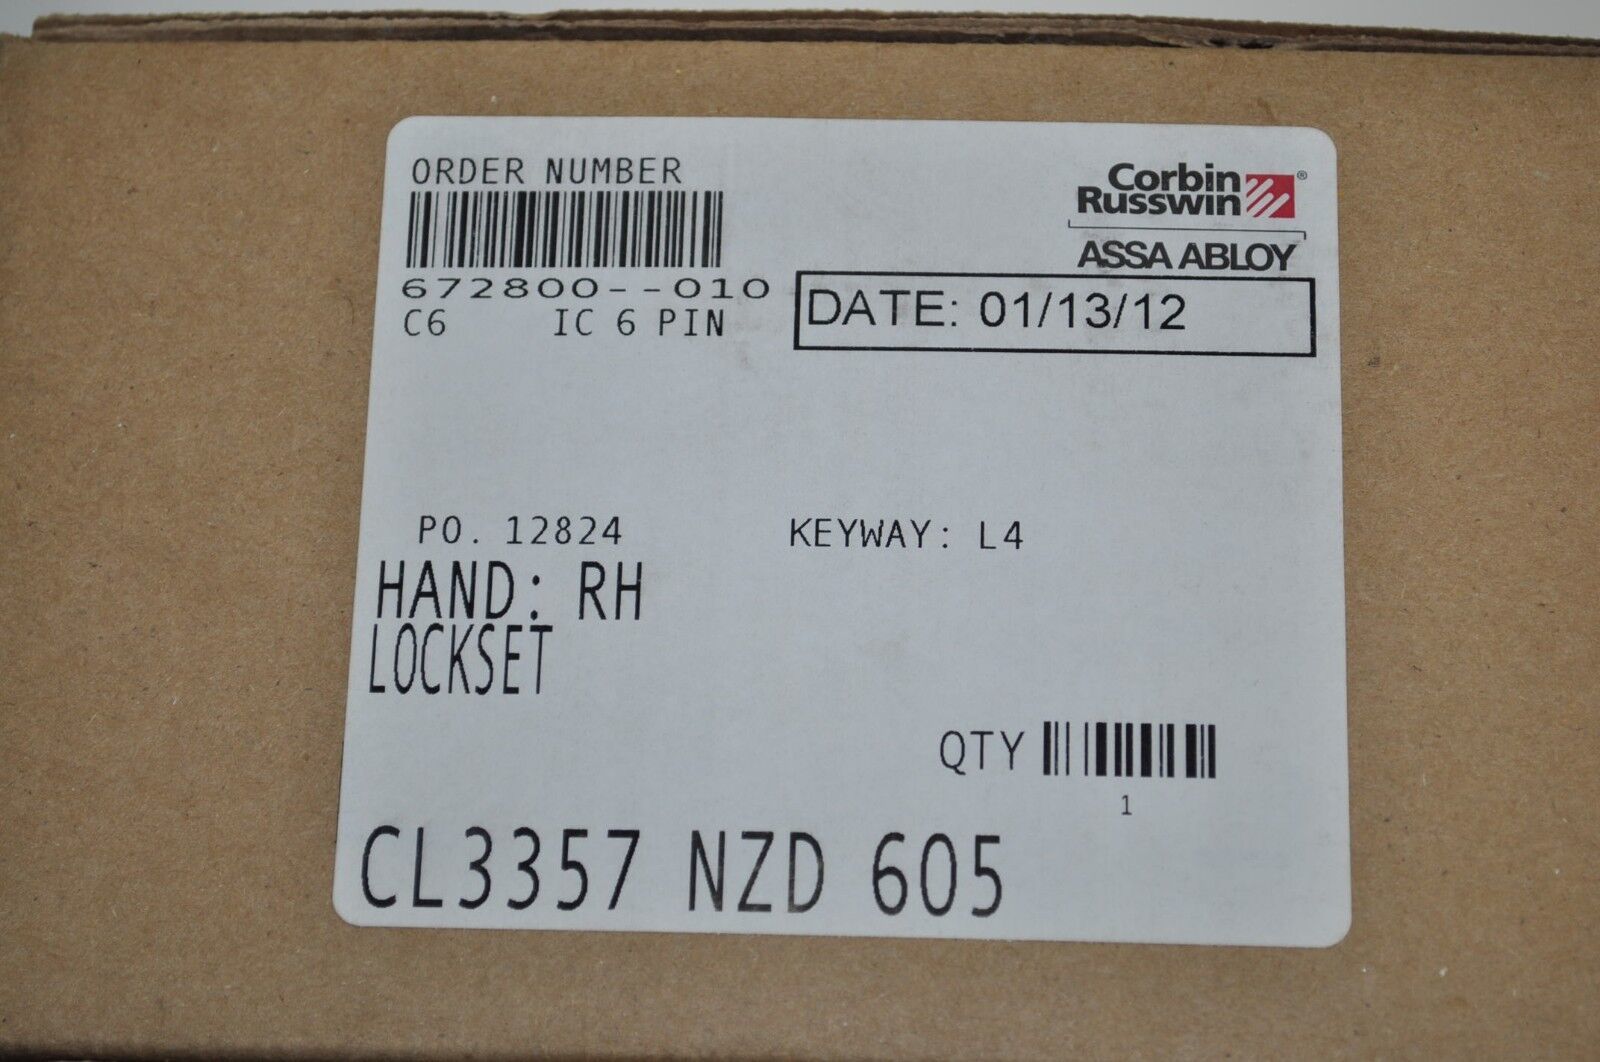 ORDER NUMBER
Corbin
Russwin®
ASSA ABLOY
672800--010
C6 IC 6 PIN
DATE: 01/13/12
PO. 12824 KEYWAY: L4
HAND: RH
LOCKSET
QTY
1
CL3357 NZD 605